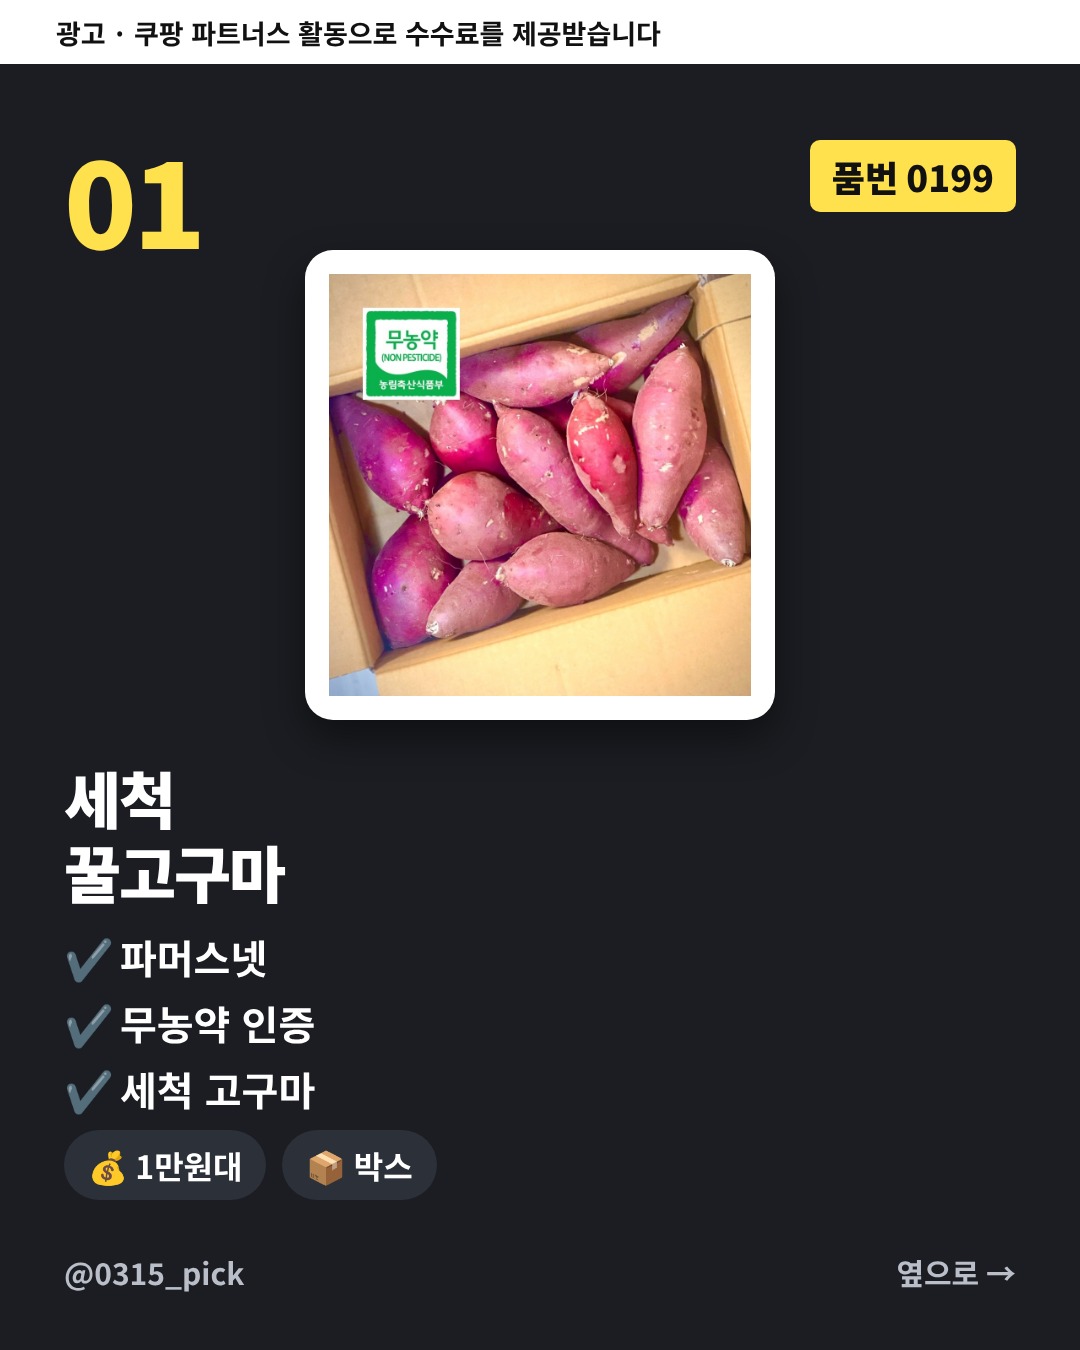 광고 · 쿠팡 파트너스 활동으로 수수료를 제공받습니다
01
품번 0199
무농약
(NON PESTICIDE)
농림축산식품부
세척
꿀고구마
✔️ 파머스넷
✔️ 무농약 인증
✔️ 세척 고구마
💰 1만원대
📦 박스
@0315_pick
옆으로 →